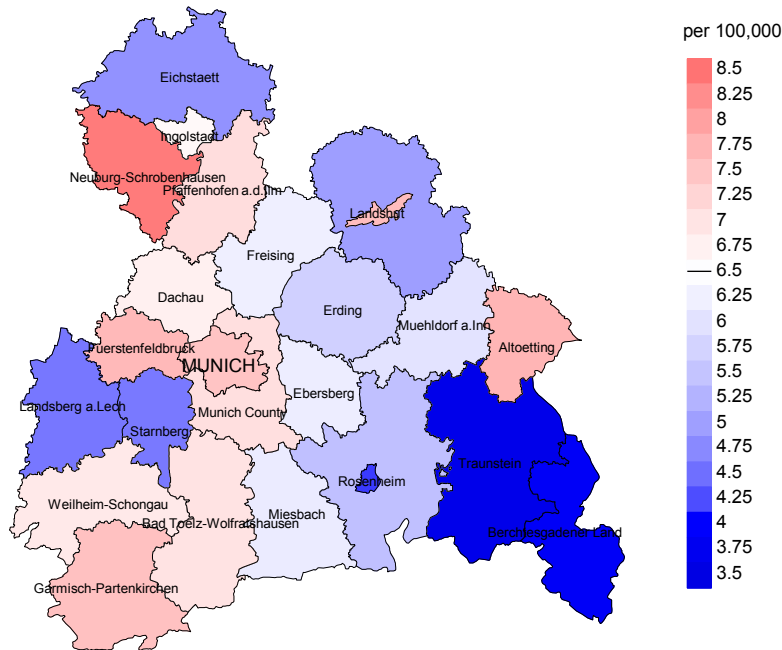 per 100,000
8.5
8.25
8
7.75
7.5
7.25
7
6.75
6.5
6.25
6
5.75
5.5
5.25
5
4.75
4.5
4.25
4
3.75
3.5
Eichstaett
Ingolstadt
Neuburg-Schrobenhausen
Pfaffenhofen a.d.Ilm
Landshst
Freising
Dachau
Erding
Muehldorf a.Inn
Fuerstenfeldbruck
Altoetting
MUNICH
Ebersberg
Landsberg a.Lech
Munich County
Starnberg
Traunstein
Rosenheim
Weilheim-Schongau
Miesbach
Bad Toelz-Wolfratshausen
Berchtesgadener Land
Garmisch-Partenkirchen